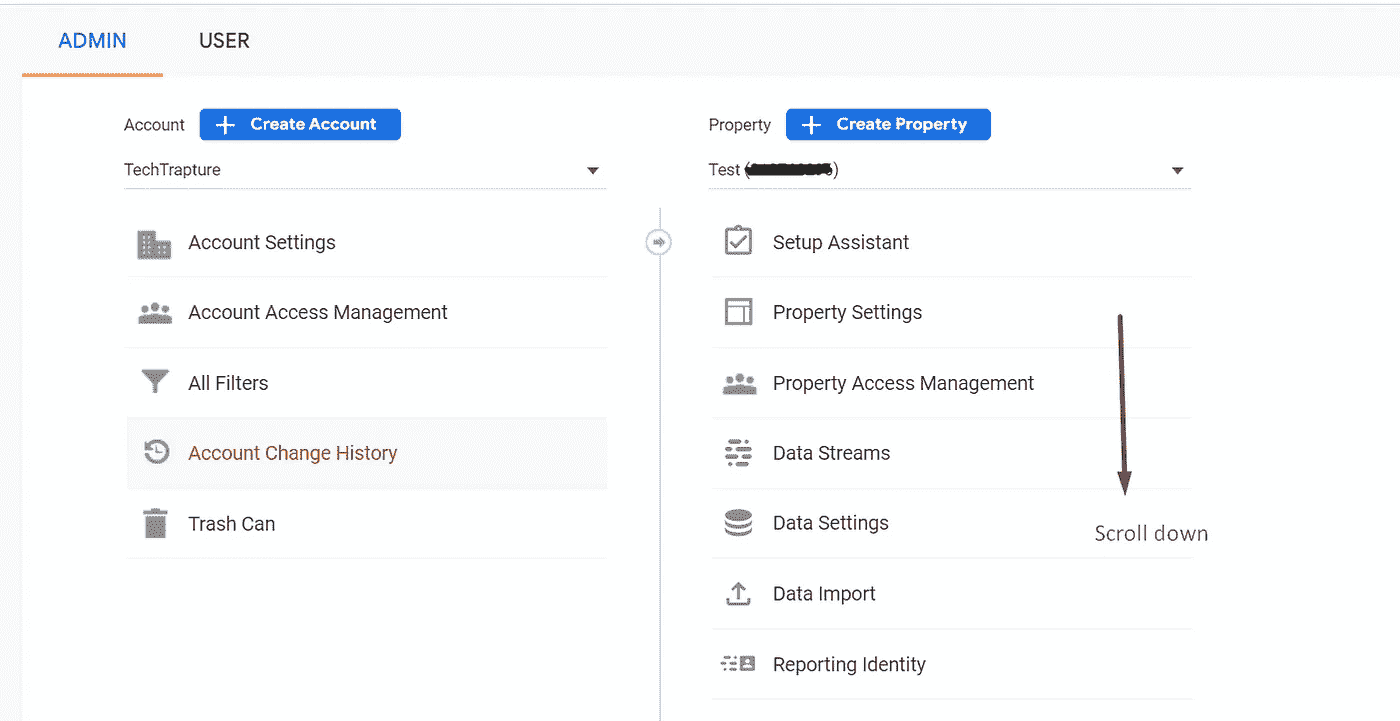 ADMIN
USER
Account
Create Account
TechTrapture
Account Settings
Account Access Management
All Filters
Account Change History
Trash Can
Property
Create Property
Test ( )
Setup Assistant
Property Settings
Property Access Management
Data Streams
Data Settings
Data Import
Reporting Identity
Scroll down